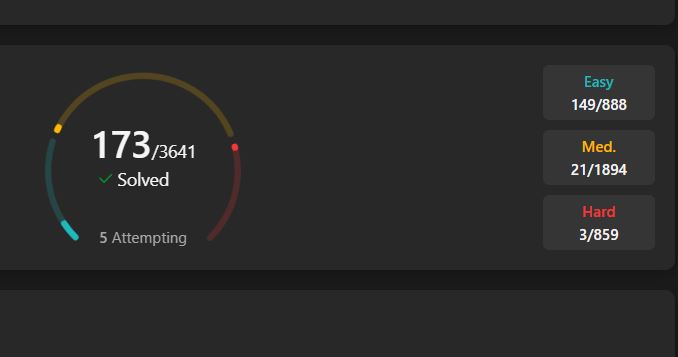 173/3641
Solved
5 Attempting
Easy
149/888
Med.
21/1894
Hard
3/859